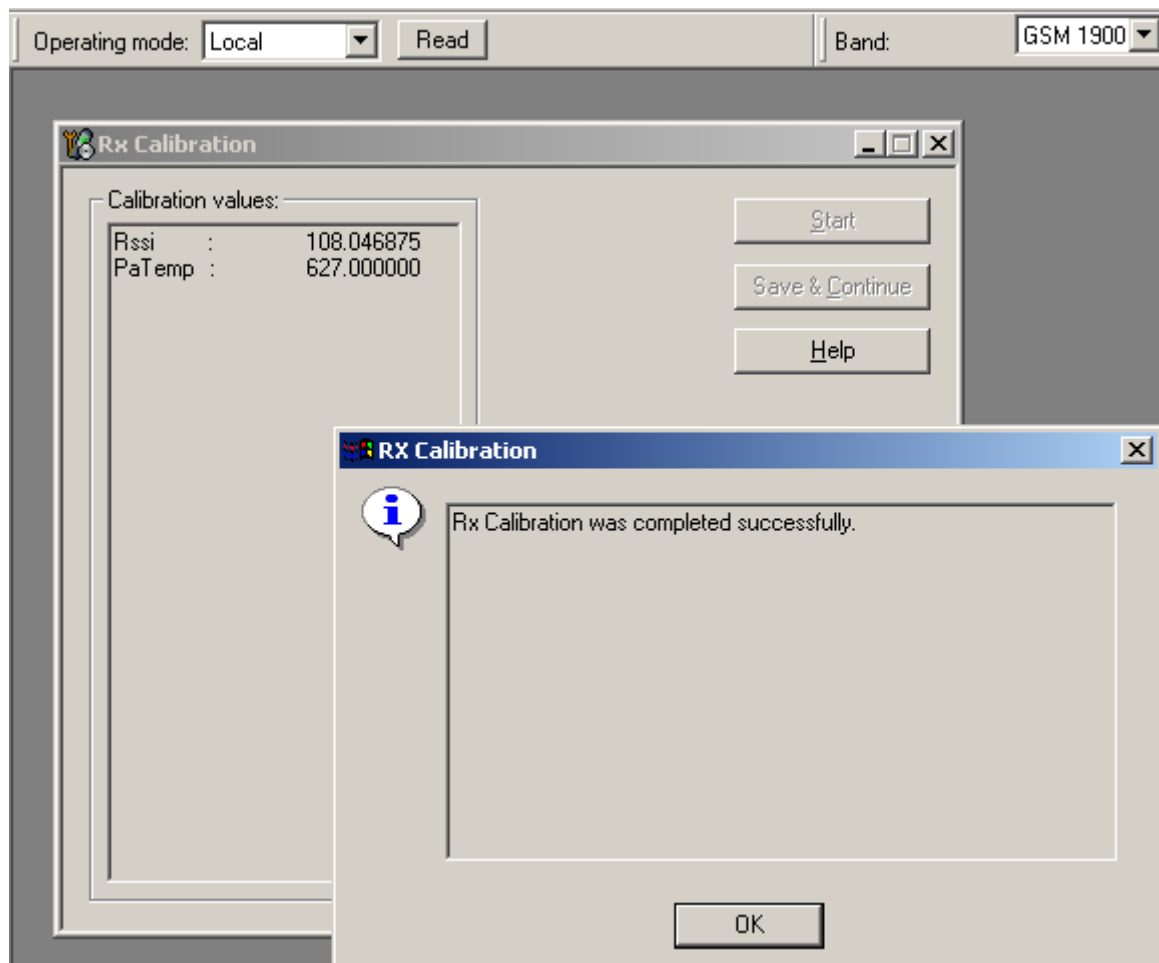 Operating mode: Local Read Band: GSM 1900
Rx Calibration
Calibration values:
Rssi : 108.046875
PaTemp : 627.000000
Start
Save & Continue
Help
RX Calibration
Rx Calibration was completed successfully.
OK